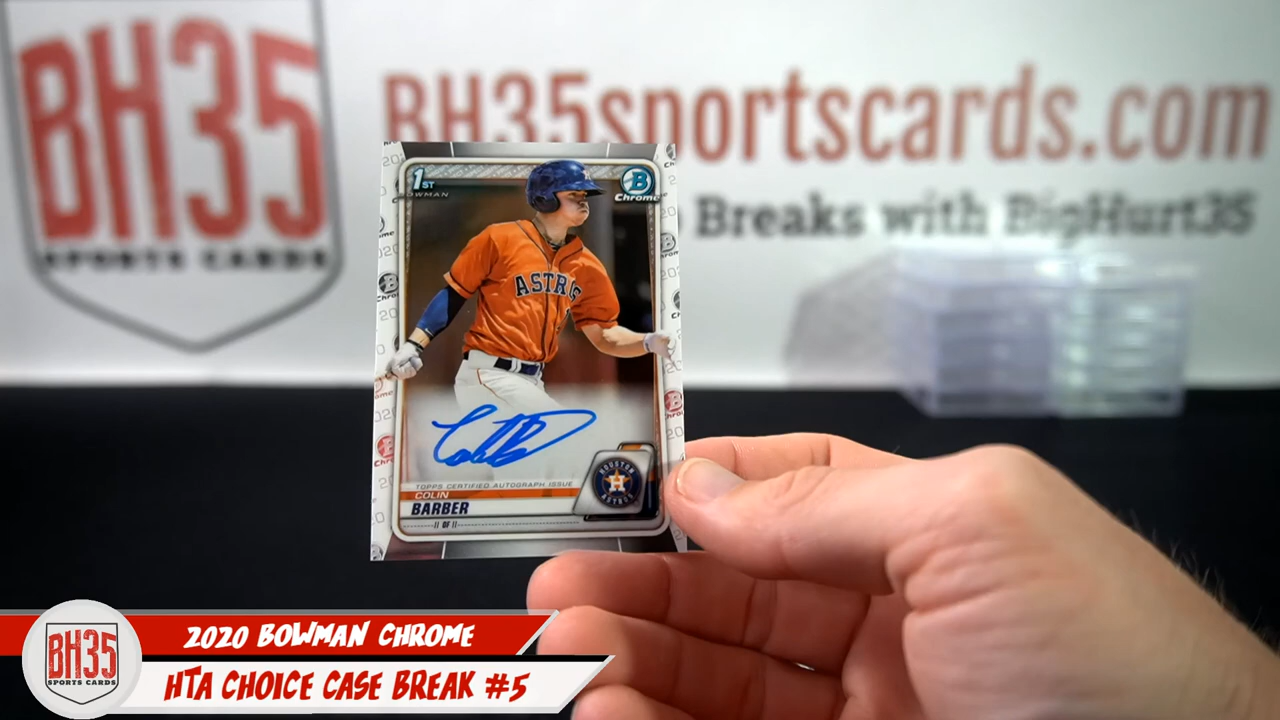 BH35
SPORTS CARDS
BH35sportscards.com
Breaks with BigHurt35
1ST
BOWMAN
B
Chrome
ASTROS
TOPPS CERTIFIED AUTOGRAPH ISSUE
COLIN
BARBER
// OF //
HOUSTON
ASTROS
BH35
SPORTS CARDS
2020 BOWMAN CHROME
HTA CHOICE CASE BREAK #5